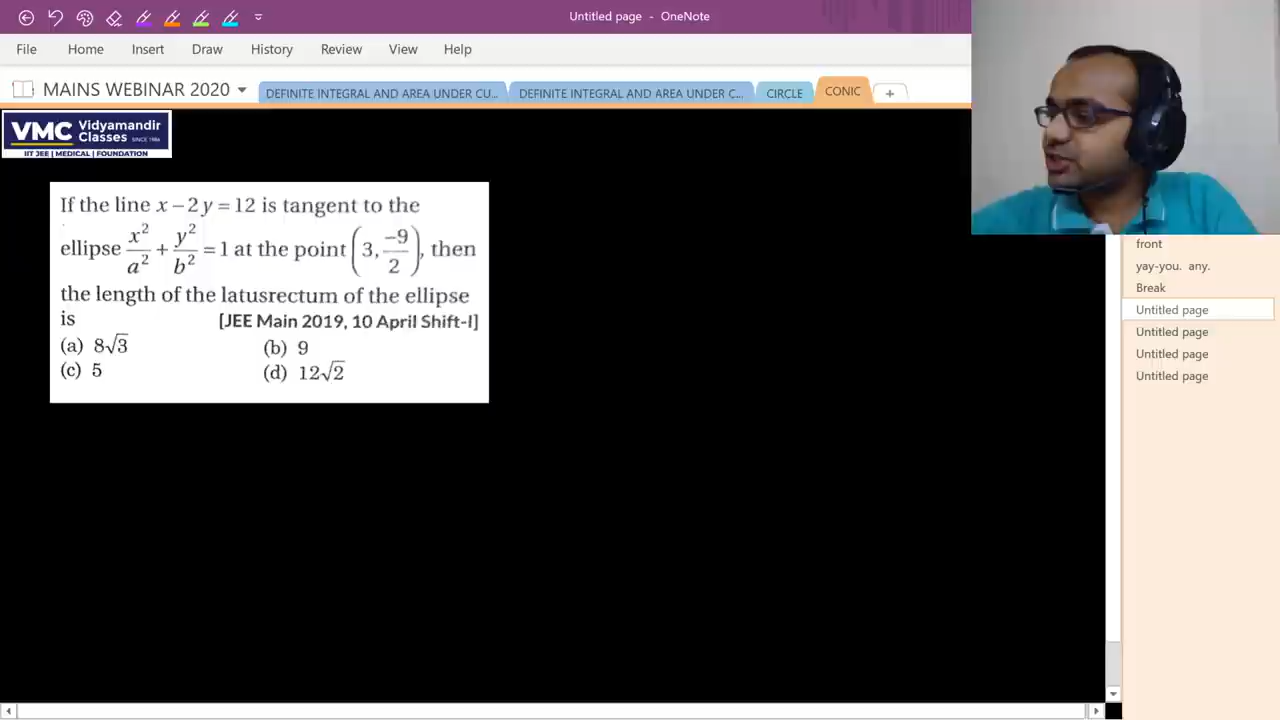 Untitled page - OneNote
File Home Insert Draw History Review View Help
MAINS WEBINAR 2020
DEFINITE INTEGRAL AND AREA UNDER CU...
DEFINITE INTEGRAL AND AREA UNDER C...
CIRCLE
CONIC
+
VMC Vidyamandir Classes SINCE 1986
IIT JEE | MEDICAL | FOUNDATION
If the line x – 2y = 12 is tangent to the
ellipse x²/a² + y²/b² = 1 at the point (3, –9/2), then
the length of the latusrectum of the ellipse
is [JEE Main 2019, 10 April Shift-I]
(a) 8√3 (b) 9
(c) 5 (d) 12√2
front
yay-you. any.
Break
Untitled page
Untitled page
Untitled page
Untitled page